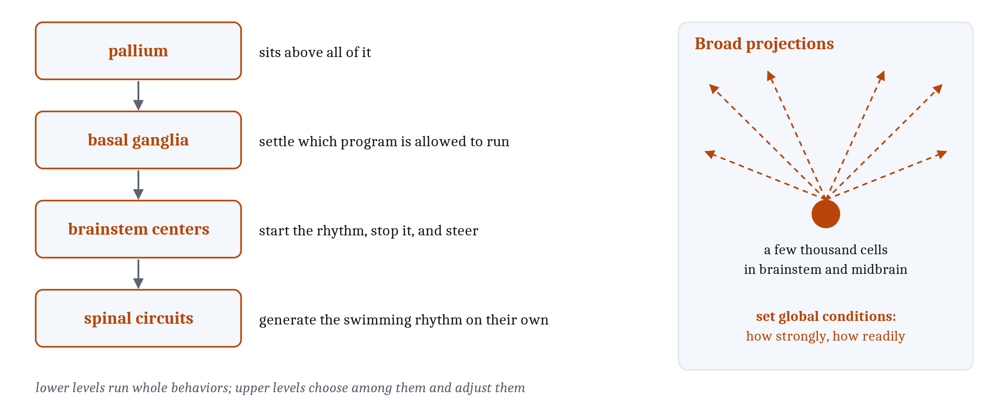 pallium
sits above all of it
basal ganglia
settle which program is allowed to run
brainstem centers
start the rhythm, stop it, and steer
spinal circuits
generate the swimming rhythm on their own
lower levels run whole behaviors; upper levels choose among them and adjust them
Broad projections
a few thousand cells
in brainstem and midbrain
set global conditions:
how strongly, how readily